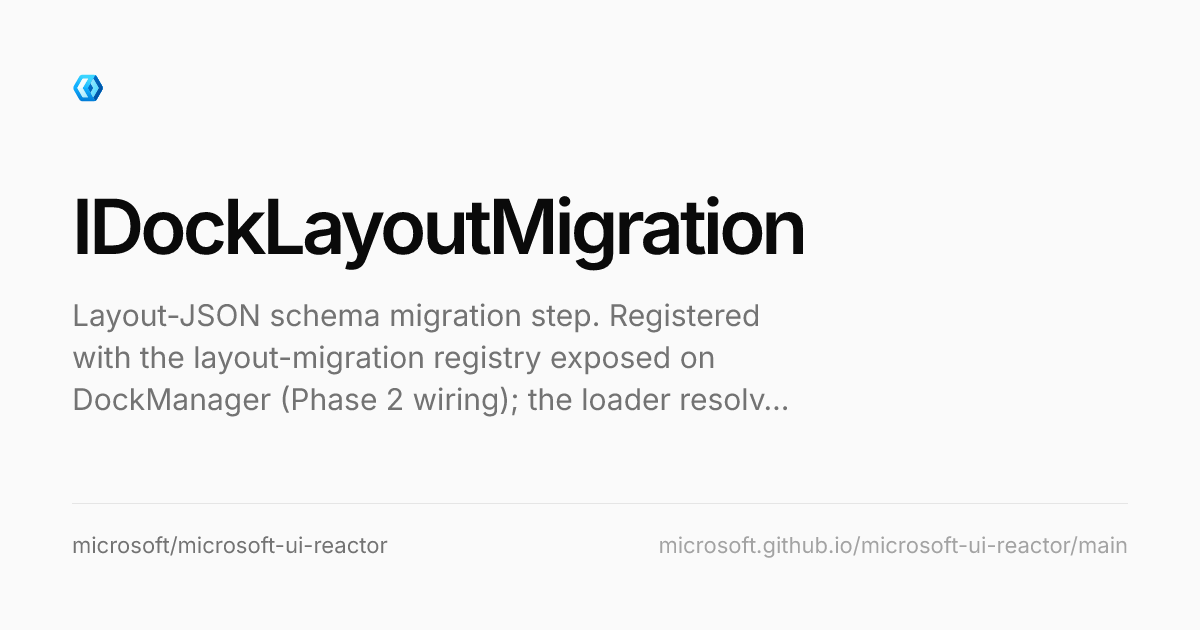 IDockLayoutMigration
Layout-JSON schema migration step. Registered
with the layout-migration registry exposed on
DockManager (Phase 2 wiring); the loader resolv...
microsoft/microsoft-ui-reactor
microsoft.github.io/microsoft-ui-reactor/main